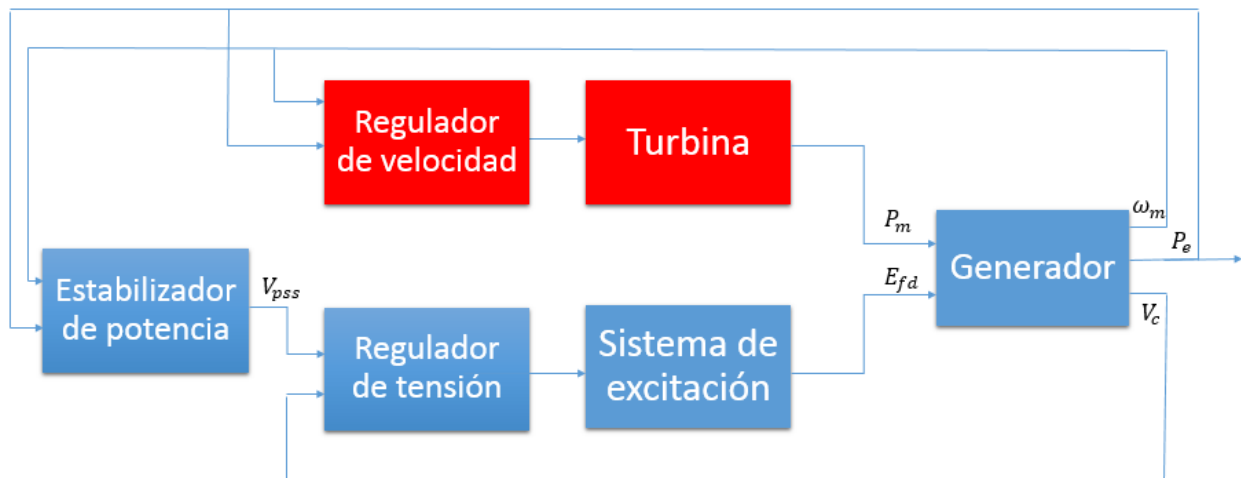 Regulador
de velocidad
Turbina
ω_m
P_m
P_e
Generador
Estabilizador
de potencia
V_pss
E_fd
V_c
Regulador
de tensión
Sistema de
excitación